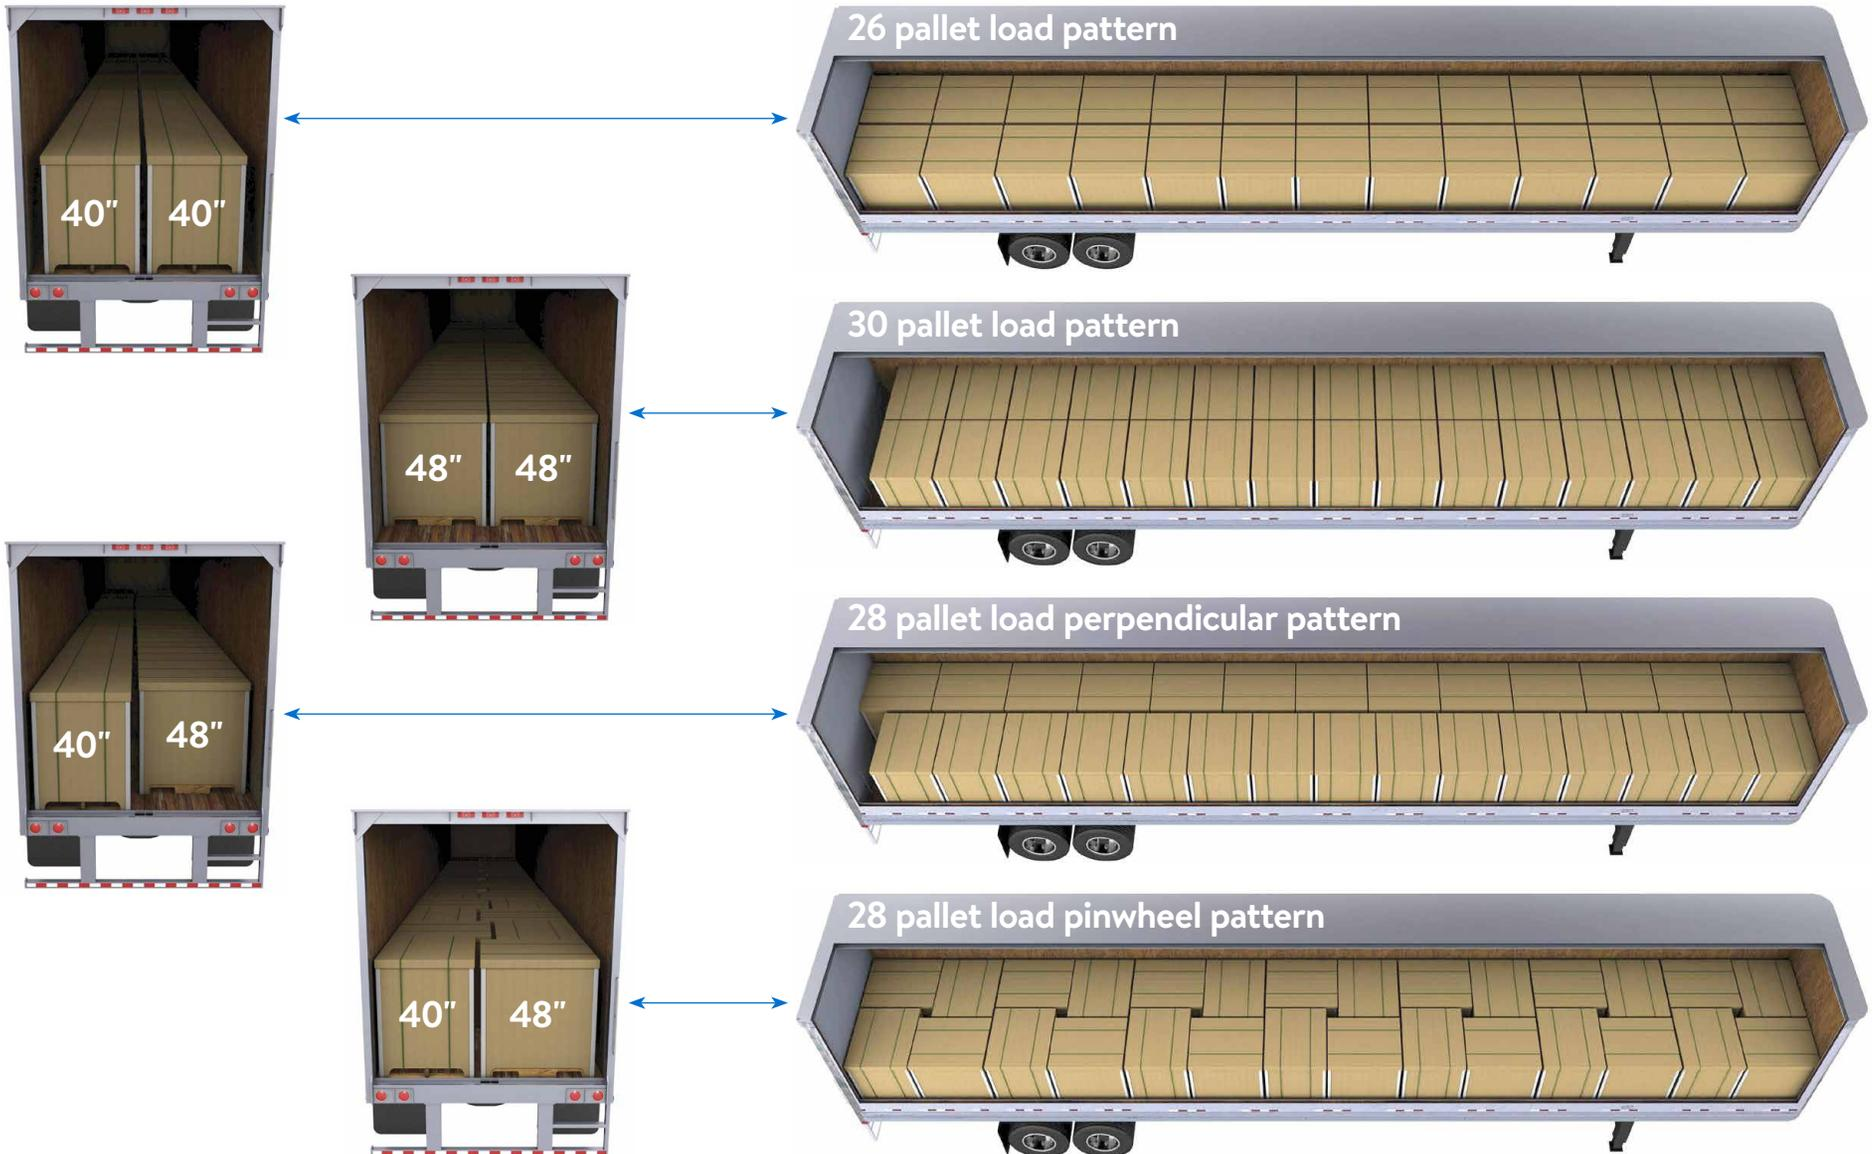 26 pallet load pattern
40″ 40″
30 pallet load pattern
48″ 48″
28 pallet load perpendicular pattern
40″ 48″
28 pallet load pinwheel pattern
40″ 48″